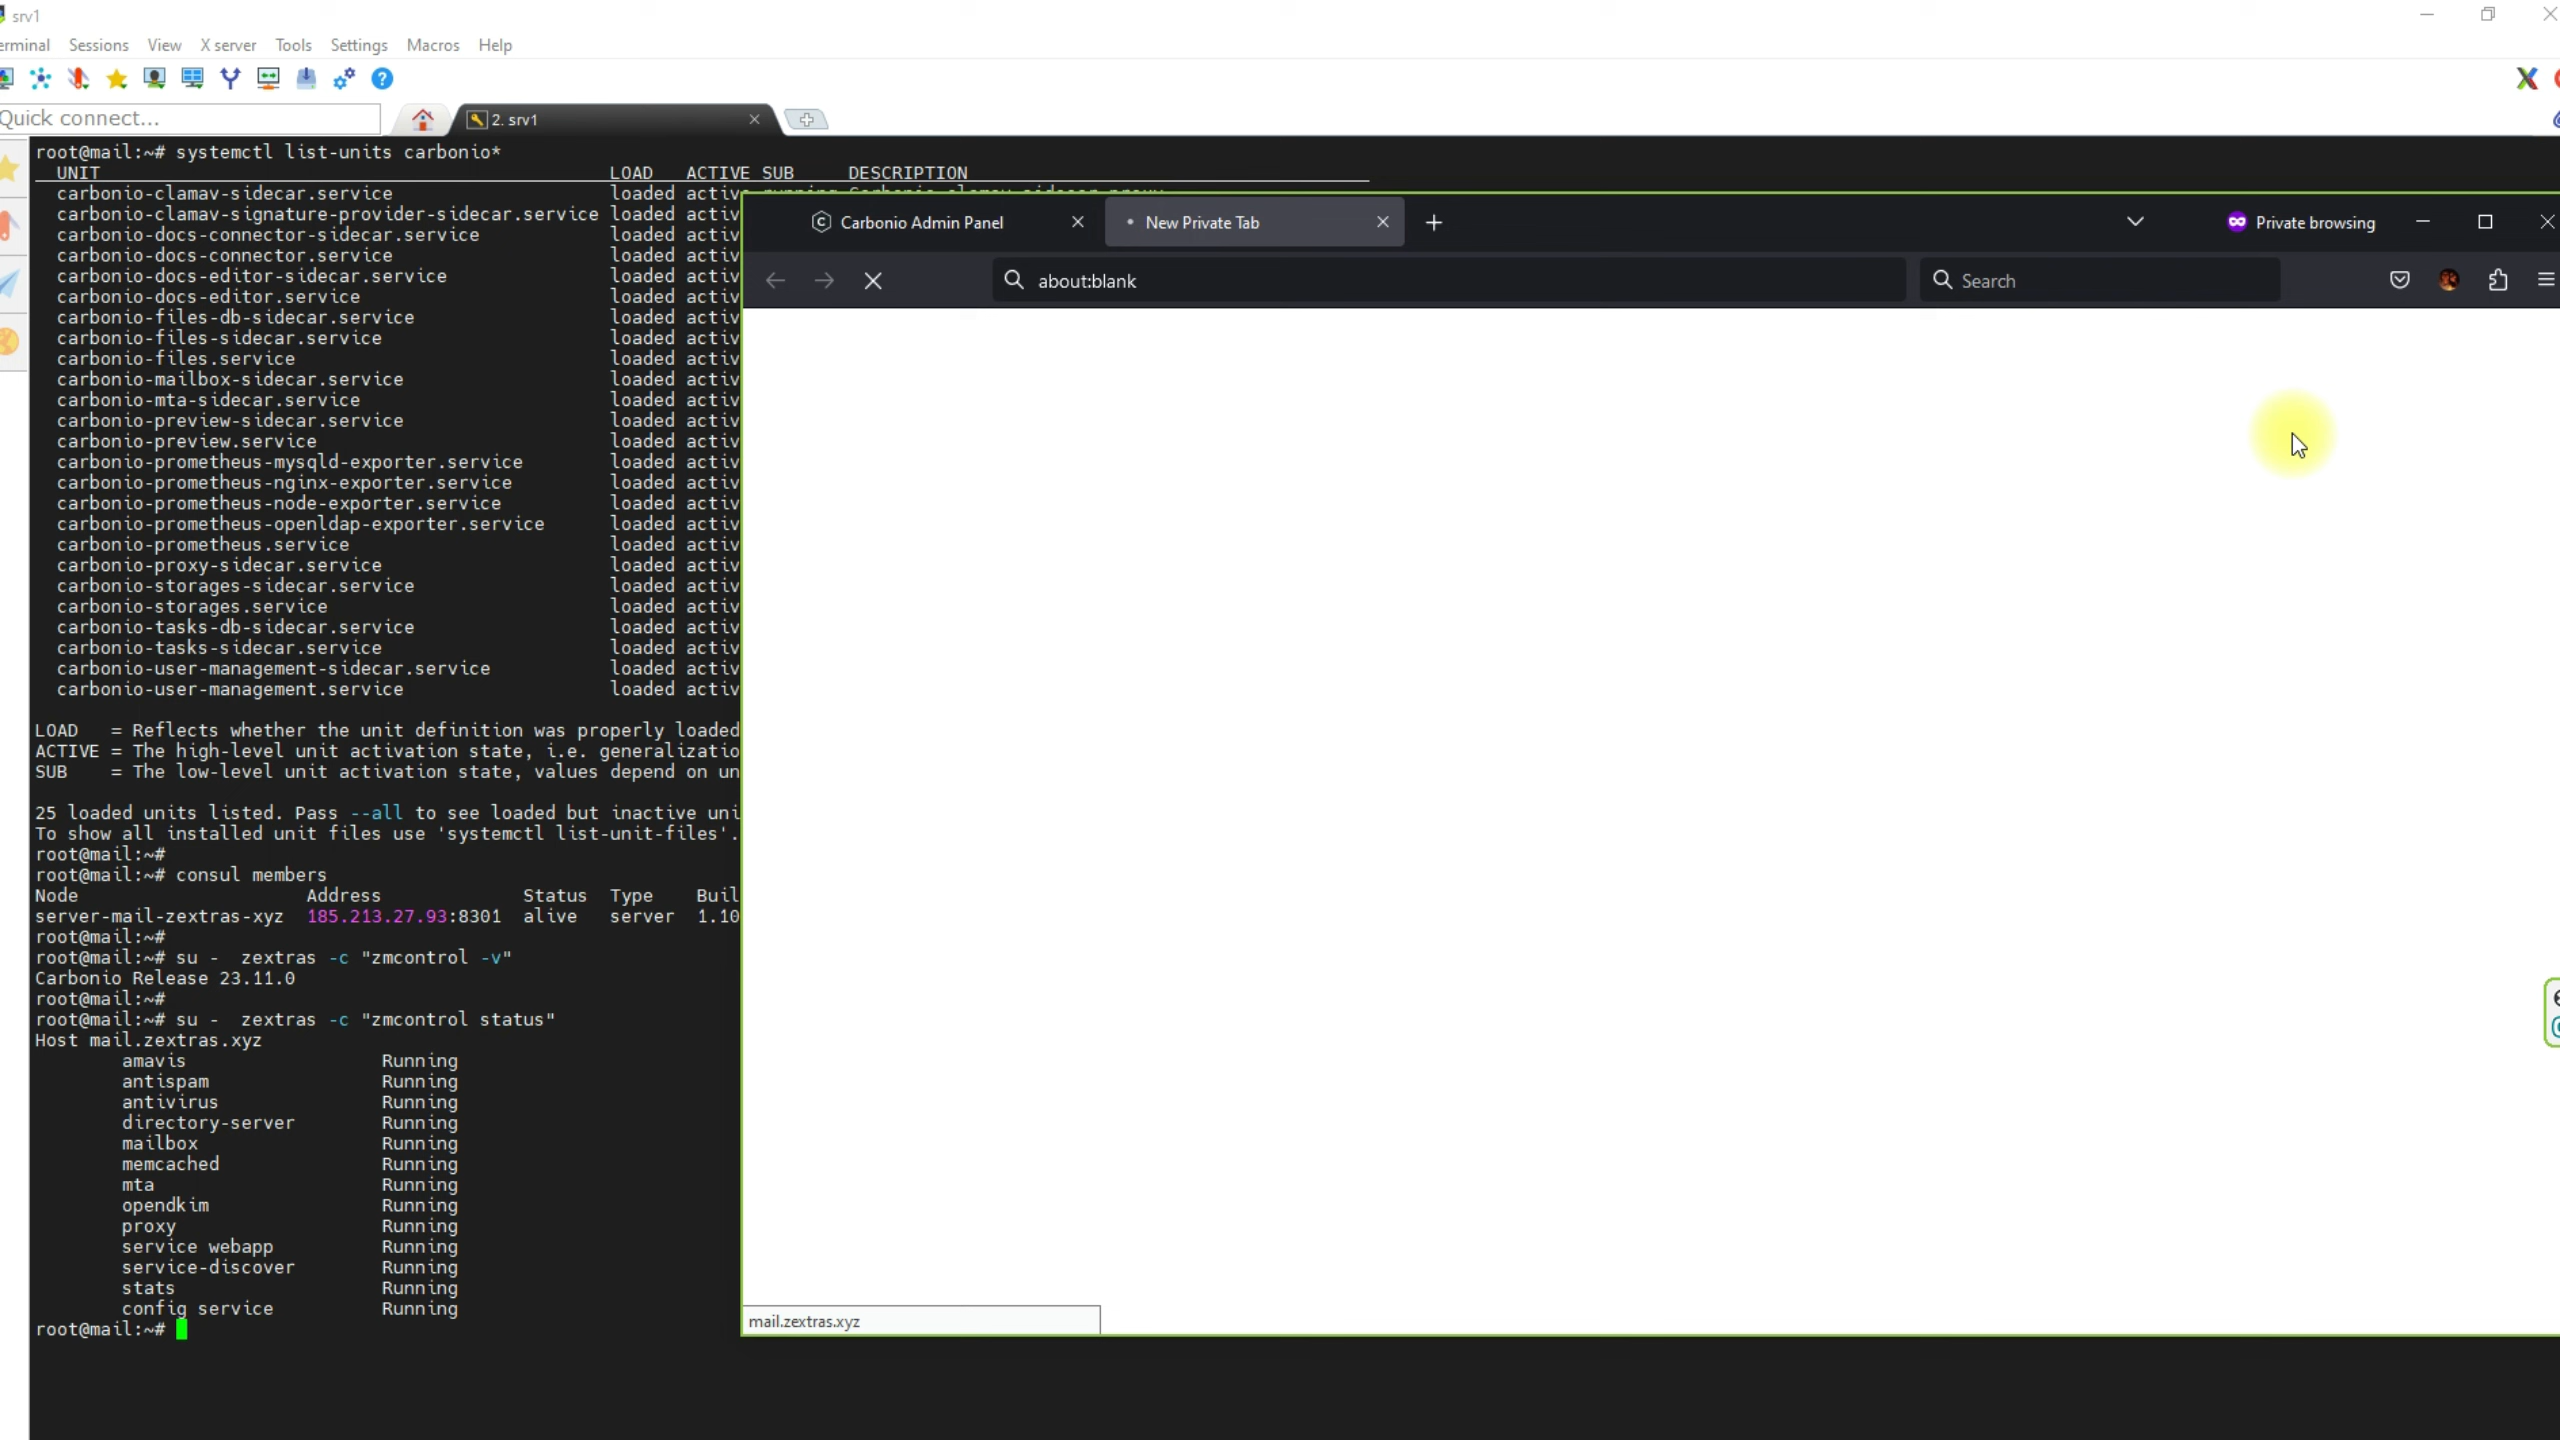 srv1
erminal Sessions View X server Tools Settings Macros Help
Quick connect...
2. srv1
root@mail:~# systemctl list-units carbonio*
UNIT LOAD ACTIVE SUB DESCRIPTION
carbonio-clamav-sidecar.service loaded active running Carbonio clamav sidecar proxy
carbonio-clamav-signature-provider-sidecar.service loaded activ
carbonio-docs-connector-sidecar.service loaded activ
carbonio-docs-connector.service loaded activ
carbonio-docs-editor-sidecar.service loaded activ
carbonio-docs-editor.service loaded activ
carbonio-files-db-sidecar.service loaded activ
carbonio-files-sidecar.service loaded activ
carbonio-files.service loaded activ
carbonio-mailbox-sidecar.service loaded activ
carbonio-mta-sidecar.service loaded activ
carbonio-preview-sidecar.service loaded activ
carbonio-preview.service loaded activ
carbonio-prometheus-mysqld-exporter.service loaded activ
carbonio-prometheus-nginx-exporter.service loaded activ
carbonio-prometheus-node-exporter.service loaded activ
carbonio-prometheus-openldap-exporter.service loaded activ
carbonio-prometheus.service loaded activ
carbonio-proxy-sidecar.service loaded activ
carbonio-storages-sidecar.service loaded activ
carbonio-storages.service loaded activ
carbonio-tasks-db-sidecar.service loaded activ
carbonio-tasks-sidecar.service loaded activ
carbonio-user-management-sidecar.service loaded activ
carbonio-user-management.service loaded activ
LOAD = Reflects whether the unit definition was properly loaded
ACTIVE = The high-level unit activation state, i.e. generalizatio
SUB = The low-level unit activation state, values depend on un
25 loaded units listed. Pass --all to see loaded but inactive uni
To show all installed unit files use 'systemctl list-unit-files'.
root@mail:~#
root@mail:~# consul members
Node Address Status Type Buil
server-mail-zextras-xyz 185.213.27.93:8301 alive server 1.10
root@mail:~#
root@mail:~# su - zextras -c "zmcontrol -v"
Carbonio Release 23.11.0
root@mail:~#
root@mail:~# su - zextras -c "zmcontrol status"
Host mail.zextras.xyz
amavis Running
antispam Running
antivirus Running
directory-server Running
mailbox Running
memcached Running
mta Running
opendkim Running
proxy Running
service webapp Running
service-discover Running
stats Running
config service Running
root@mail:~#
Carbonio Admin Panel
New Private Tab
Private browsing
about:blank
Search
mail.zextras.xyz